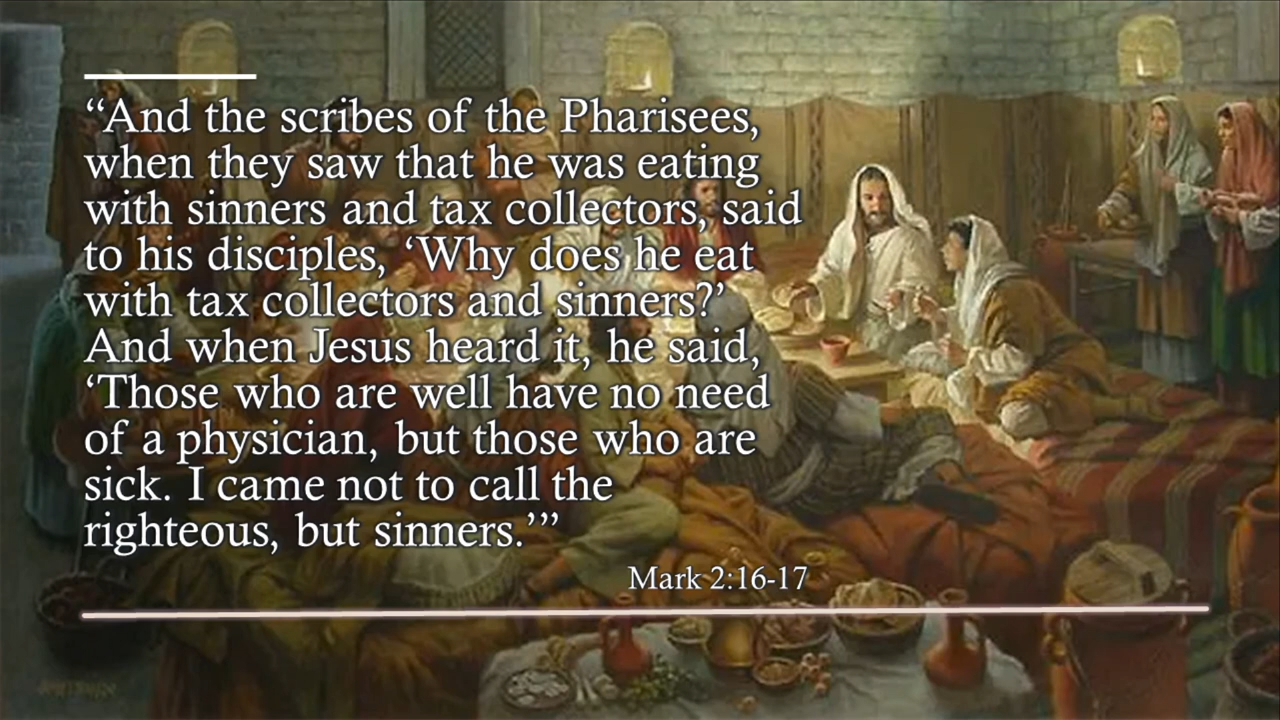 “And the scribes of the Pharisees,
when they saw that he was eating
with sinners and tax collectors, said
to his disciples, ‘Why does he eat
with tax collectors and sinners?’
And when Jesus heard it, he said,
‘Those who are well have no need
of a physician, but those who are
sick. I came not to call the
righteous, but sinners.’”
Mark 2:16-17